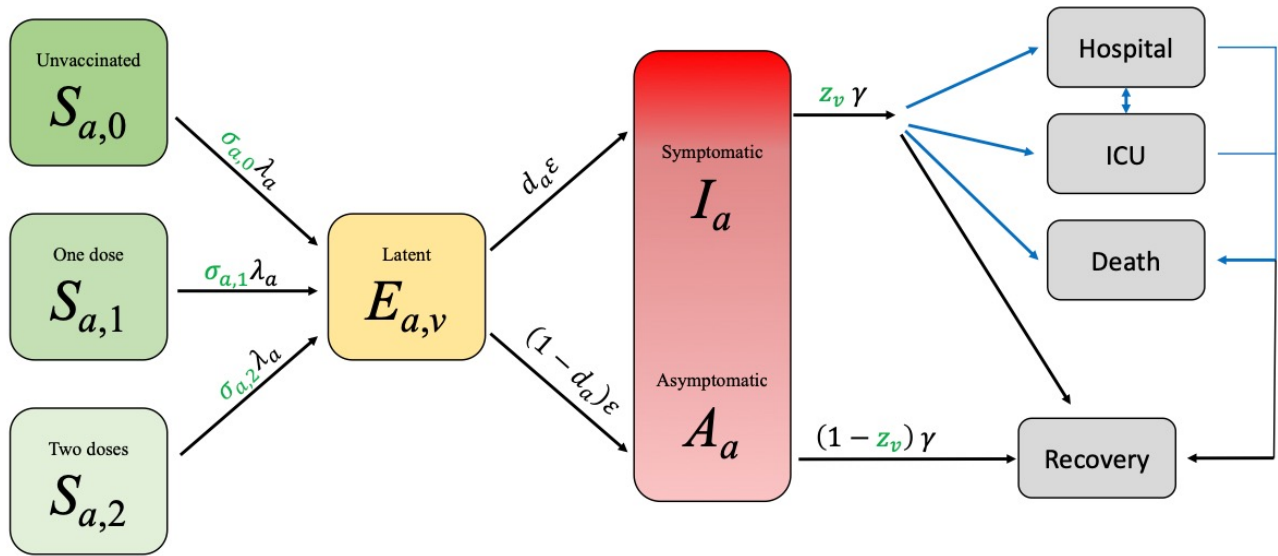 Unvaccinated
S_{a,0}
One dose
S_{a,1}
Two doses
S_{a,2}
σ_{a,0}λ_a
σ_{a,1}λ_a
σ_{a,2}λ_a
Latent
E_{a,v}
d_aε
(1 − d_a)ε
Symptomatic
I_a
Asymptomatic
A_a
z_v γ
(1 − z_v) γ
Hospital
ICU
Death
Recovery